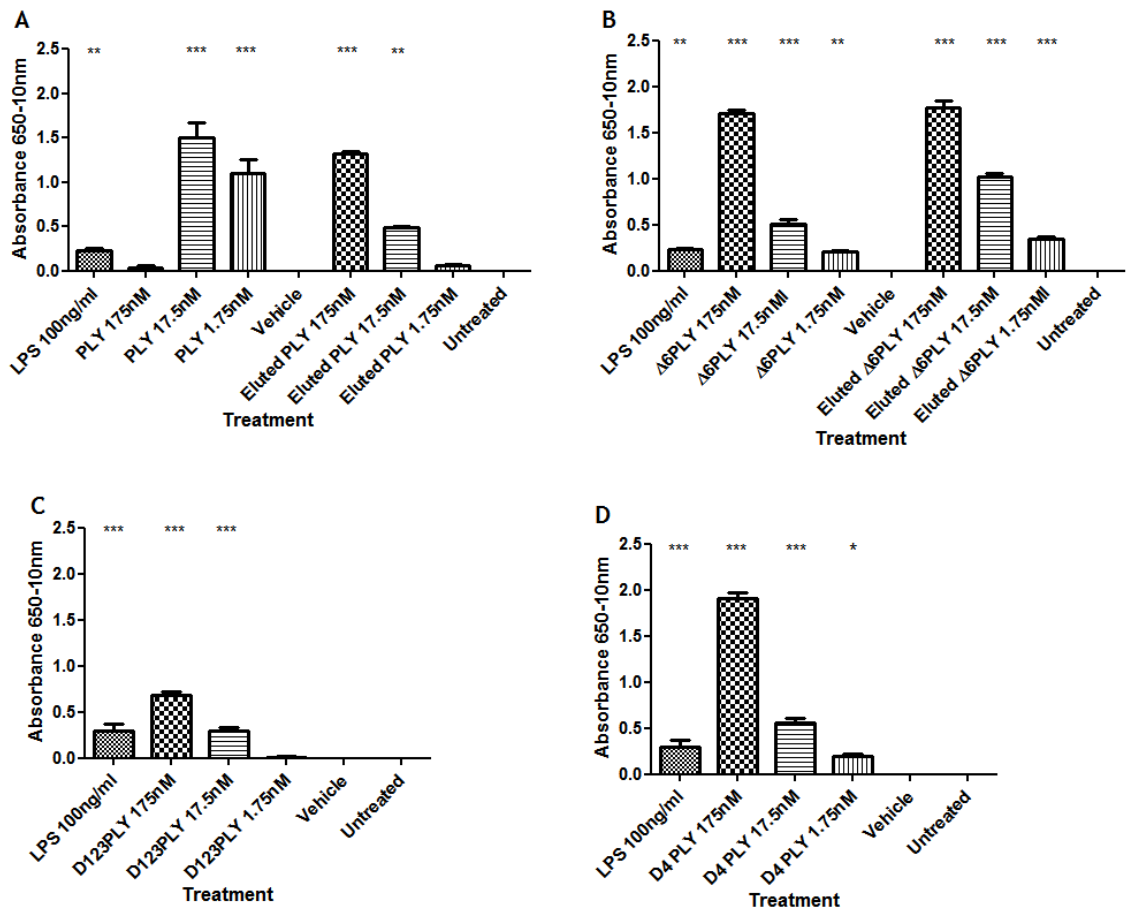 A
** *** *** *** **
2.5
2.0
1.5
1.0
0.5
0.0
Absorbance 650-10nm
LPS 100ng/ml
PLY 175nM
PLY 17.5nM
PLY 1.75nM
Vehicle
Eluted PLY 175nM
Eluted PLY 17.5nM
Eluted PLY 1.75nM
Untreated
Treatment
B
** *** *** ** *** *** ***
2.5
2.0
1.5
1.0
0.5
0.0
Absorbance 650-10nm
LPS 100ng/ml
Δ6PLY 175nM
Δ6PLY 17.5nMl
Δ6PLY 1.75nM
Vehicle
Eluted Δ6PLY 175nM
Eluted Δ6PLY 17.5nM
Eluted Δ6PLY 1.75nMl
Untreated
Treatment
C
*** *** ***
2.5
2.0
1.5
1.0
0.5
0.0
Absorbance 650-10nm
LPS 100ng/ml
D123PLY 175nM
D123PLY 17.5nM
D123PLY 1.75nM
Vehicle
Untreated
Treatment
D
*** *** *** *
2.5
2.0
1.5
1.0
0.5
0.0
Absorbance 650-10nm
LPS 100ng/ml
D4 PLY 175nM
D4 PLY 17.5nM
D4 PLY 1.75nM
Vehicle
Untreated
Treatment